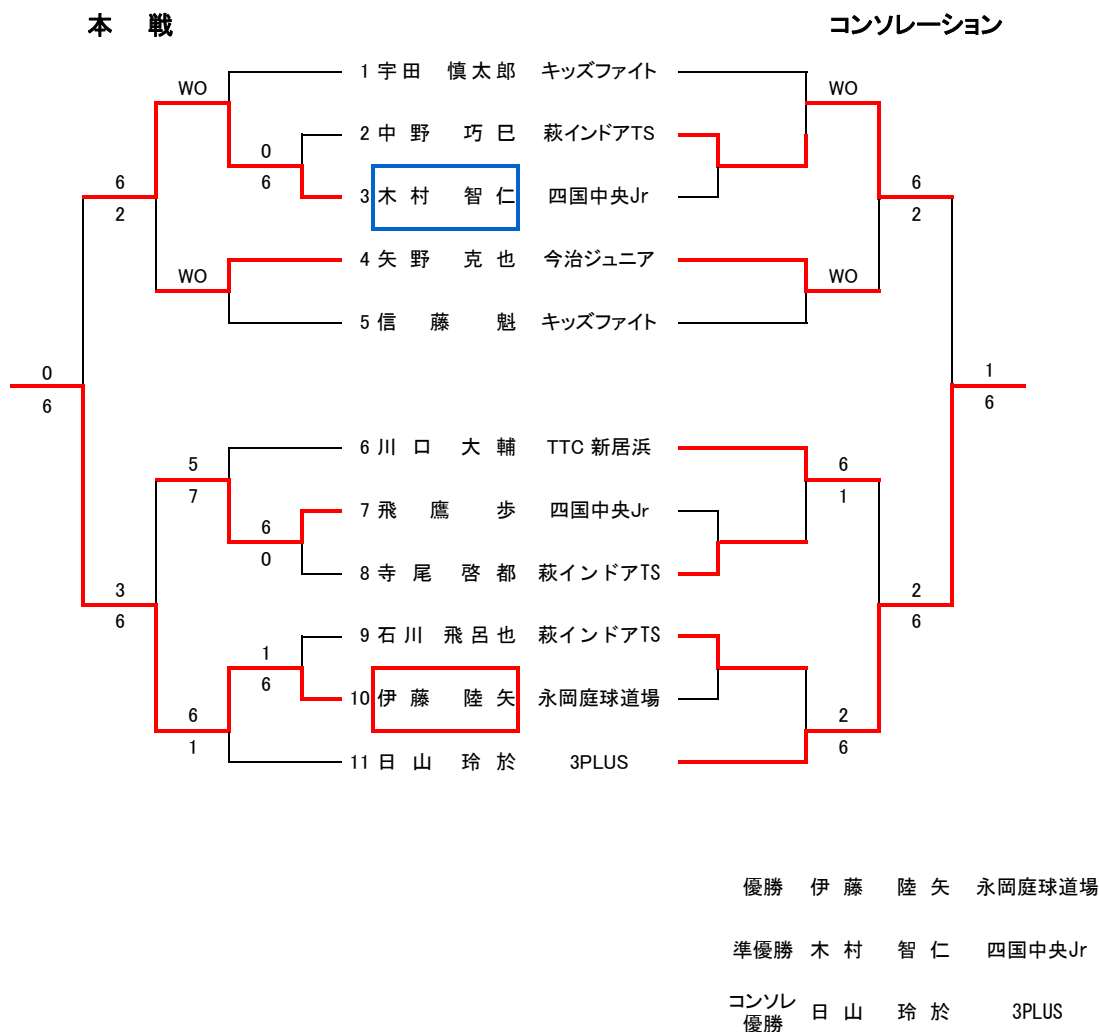 本 戦 コンソレーション
1 宇田 慎太郎 キッズファイト
WO WO
2 中野 巧巳 萩インドアTS
0
6
3 木村 智仁 四国中央Jr
6 6
2 2
4 矢野 克也 今治ジュニア
WO WO
5 信藤 魁 キッズファイト
0 1
6 6
6 川口 大輔 TTC 新居浜
5 6
7 1
7 飛鷹 歩 四国中央Jr
6
0
8 寺尾 啓都 萩インドアTS
3 2
6 6
9 石川 飛呂也 萩インドアTS
1
6
10 伊藤 陸矢 永岡庭球道場
6 2
1 6
11 日山 玲於 3PLUS
優勝 伊藤 陸矢 永岡庭球道場
準優勝 木村 智仁 四国中央Jr
コンソレ
優勝 日山 玲於 3PLUS